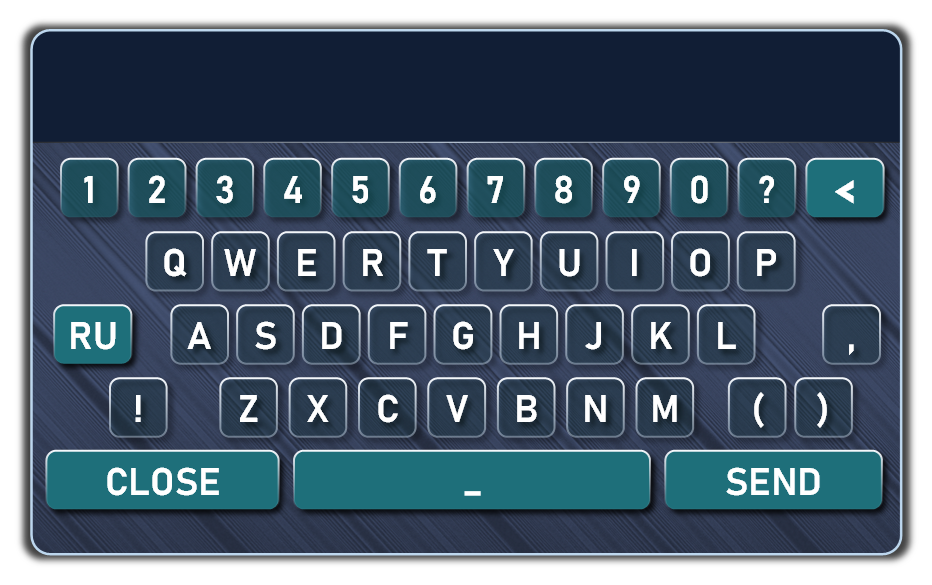 1 2 3 4 5 6 7 8 9 0 ? <
Q W E R T Y U I O P
RU A S D F G H J K L ,
! Z X C V B N M ( )
CLOSE _ SEND